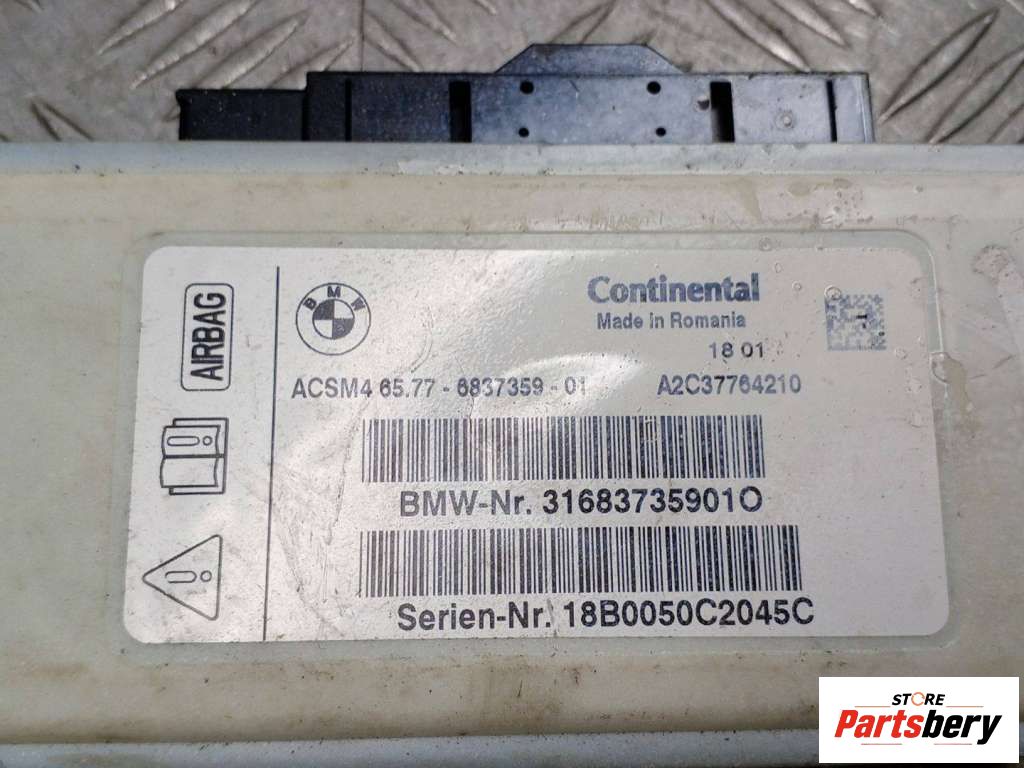 AIRBAG
BMW
Continental
Made in Romania
18 01
ACSM4 65.77 - 6837359 - 01 A2C37764210
BMW-Nr. 31683735901O
Serien-Nr. 18B0050C2045C
STORE
Partsbery